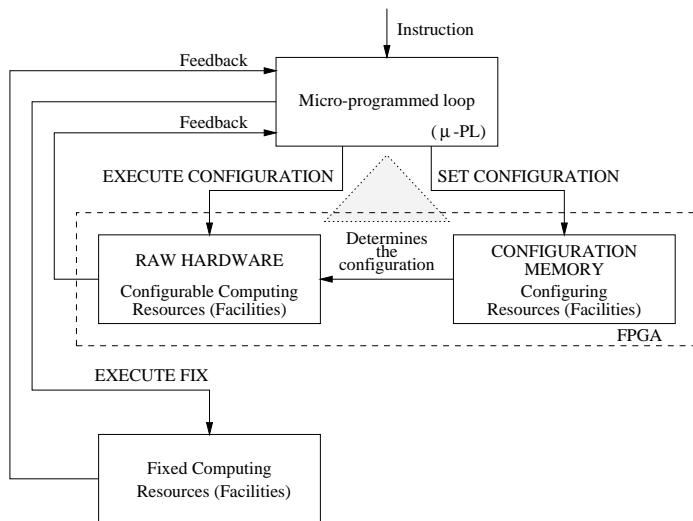 Instruction
Feedback
Micro-programmed loop
Feedback
(μ-PL)
EXECUTE CONFIGURATION
SET CONFIGURATION
Determines
the
configuration
RAW HARDWARE
Configurable Computing
Resources (Facilities)
CONFIGURATION
MEMORY
Configuring
Resources (Facilities)
FPGA
EXECUTE FIX
Fixed Computing
Resources (Facilities)